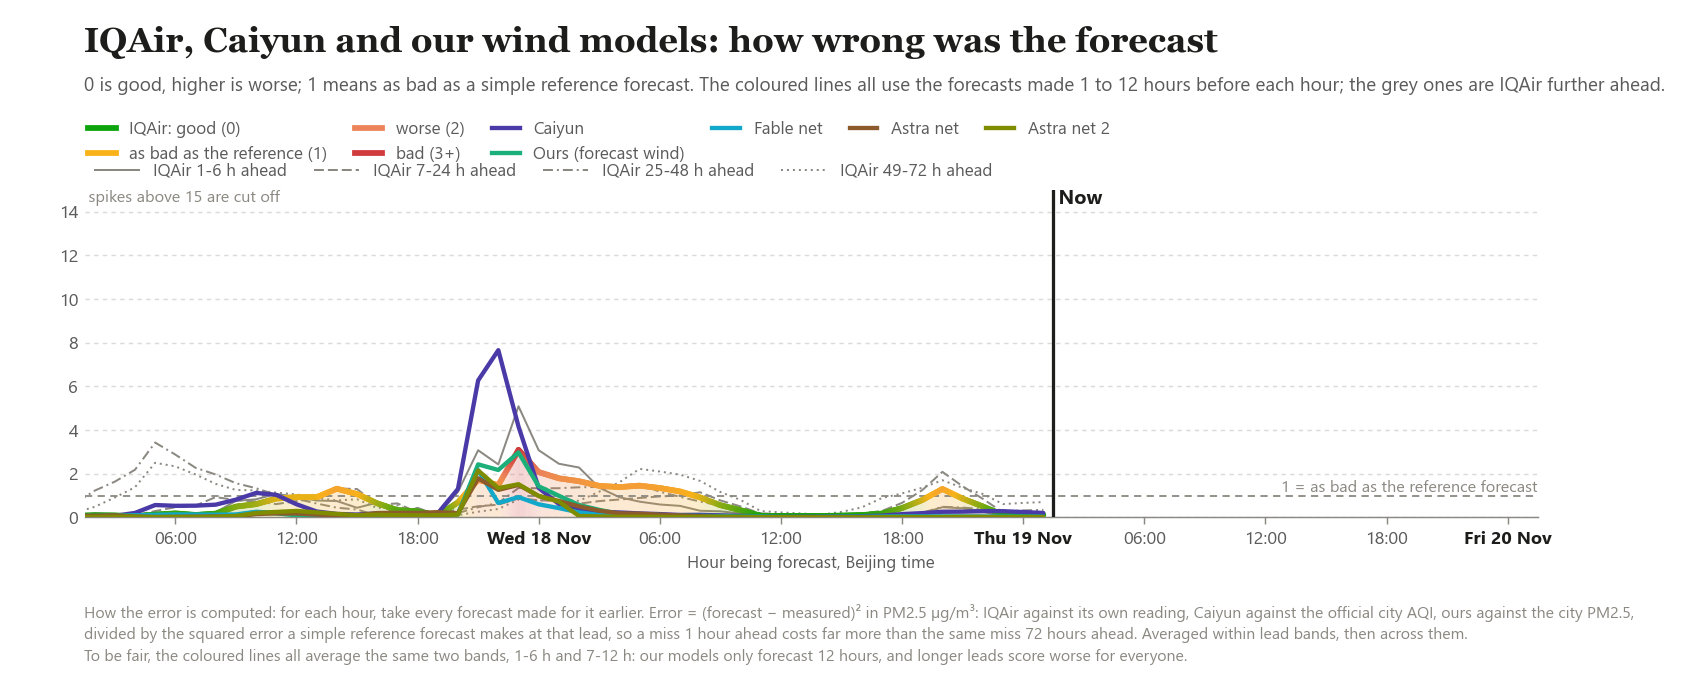 IQAir, Caiyun and our wind models: how wrong was the forecast
0 is good, higher is worse; 1 means as bad as a simple reference forecast. The coloured lines all use the forecasts made 1 to 12 hours before each hour; the grey ones are IQAir further ahead.
IQAir: good (0) worse (2) Caiyun Fable net Astra net Astra net 2
as bad as the reference (1) bad (3+) Ours (forecast wind)
IQAir 1-6 h ahead IQAir 7-24 h ahead IQAir 25-48 h ahead IQAir 49-72 h ahead
spikes above 15 are cut off
Now
14
12
10
8
6
4
2
0
1 = as bad as the reference forecast
06:00 12:00 18:00 Wed 18 Nov 06:00 12:00 18:00 Thu 19 Nov 06:00 12:00 18:00 Fri 20 Nov
Hour being forecast, Beijing time
How the error is computed: for each hour, take every forecast made for it earlier. Error = (forecast − measured)² in PM2.5 µg/m³: IQAir against its own reading, Caiyun against the official city AQI, ours against the city PM2.5,
divided by the squared error a simple reference forecast makes at that lead, so a miss 1 hour ahead costs far more than the same miss 72 hours ahead. Averaged within lead bands, then across them.
To be fair, the coloured lines all average the same two bands, 1-6 h and 7-12 h: our models only forecast 12 hours, and longer leads score worse for everyone.